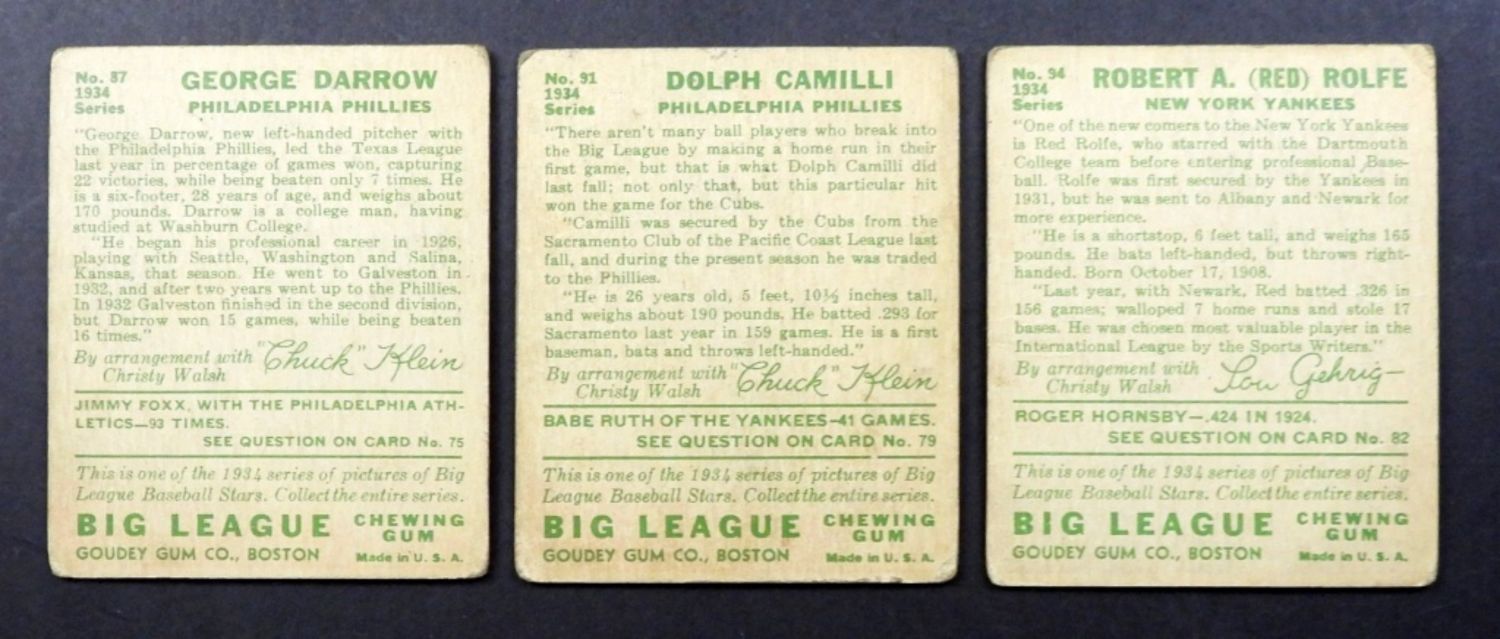 No. 87
1934
Series
GEORGE DARROW
PHILADELPHIA PHILLIES
"George Darrow, new left-handed pitcher with
the Philadelphia Phillies, led the Texas League
last year in percentage of games won, capturing
22 victories, while being beaten only 7 times. He
is a six-footer, 28 years of age, and weighs about
170 pounds. Darrow is a college man, having
studied at Washburn College.
"He began his professional career in 1926,
playing with Seattle, Washington and Salina,
Kansas, that season. He went to Galveston in
1932, and after two years went up to the Phillies.
In 1932 Galveston finished in the second division,
but Darrow won 15 games, while being beaten
16 times."
By arrangement with "Chuck" Klein
Christy Walsh
JIMMY FOXX, WITH THE PHILADELPHIA ATH-
LETICS—93 TIMES.
SEE QUESTION ON CARD No. 75
This is one of the 1934 series of pictures of Big
League Baseball Stars. Collect the entire series.
BIG LEAGUE CHEWING
GUM
GOUDEY GUM CO., BOSTON Made in U. S. A.
No. 91
1934
Series
DOLPH CAMILLI
PHILADELPHIA PHILLIES
"There aren't many ball players who break into
the Big League by making a home run in their
first game, but that is what Dolph Camilli did
last fall; not only that, but this particular hit
won the game for the Cubs.
"Camilli was secured by the Cubs from the
Sacramento Club of the Pacific Coast League last
fall, and during the present season he was traded
to the Phillies.
"He is 26 years old, 5 feet, 10½ inches tall,
and weighs about 190 pounds. He batted .293 for
Sacramento last year in 159 games. He is a first
baseman, bats and throws left-handed."
By arrangement with "Chuck" Klein
Christy Walsh
BABE RUTH OF THE YANKEES—41 GAMES.
SEE QUESTION ON CARD No. 79
This is one of the 1934 series of pictures of Big
League Baseball Stars. Collect the entire series.
BIG LEAGUE CHEWING
GUM
GOUDEY GUM CO., BOSTON Made in U. S. A.
No. 94
1934
Series
ROBERT A. (RED) ROLFE
NEW YORK YANKEES
"One of the new comers to the New York Yankees
is Red Rolfe, who starred with the Dartmouth
College team before entering professional Base-
ball. Rolfe was first secured by the Yankees in
1931, but he was sent to Albany and Newark for
more experience.
"He is a shortstop, 6 feet tall, and weighs 165
pounds. He bats left-handed, but throws right-
handed. Born October 17, 1908.
"Last year, with Newark, Red batted .326 in
156 games; walloped 7 home runs and stole 17
bases. He was chosen most valuable player in the
International League by the Sports Writers."
By arrangement with Lou Gehrig
Christy Walsh
ROGER HORNSBY—.424 IN 1924.
SEE QUESTION ON CARD No. 82
This is one of the 1934 series of pictures of Big
League Baseball Stars. Collect the entire series.
BIG LEAGUE CHEWING
GUM
GOUDEY GUM CO., BOSTON Made in U. S. A.